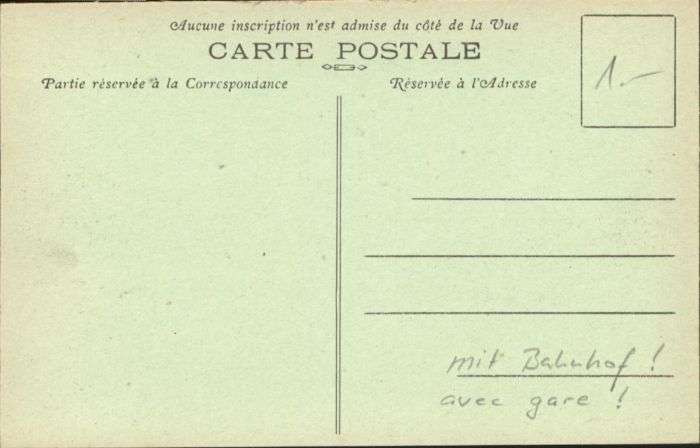 Aucune inscription n'est admise du côté de la Vue
CARTE POSTALE
Partie réservée à la Correspondance
Réservée à l'Adresse
1.–
mit Bahnhof !
avec gare !